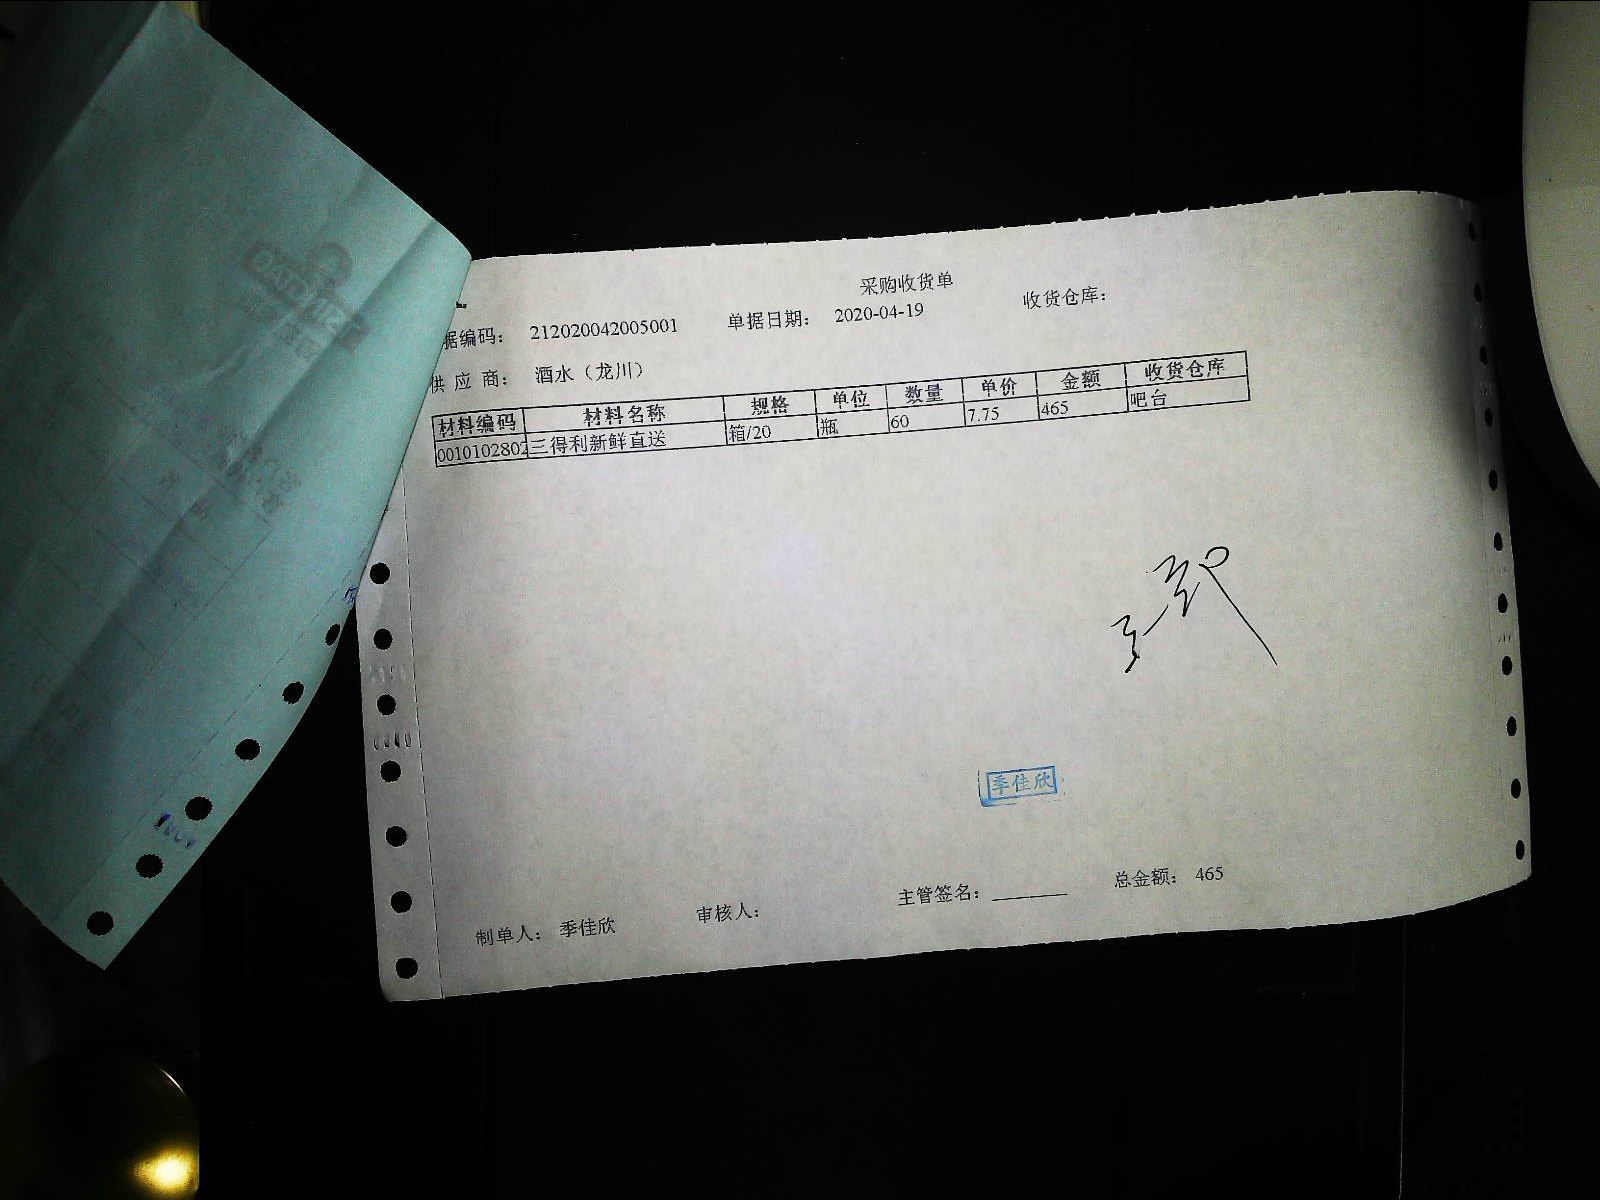 采购收货单
据编码： 212020042005001 单据日期： 2020-04-19 收货仓库：
供 应 商： 酒水（龙川）
材料编码 材料名称 规格 单位 数量 单价 金额 收货仓库
0010102802 三得利新鲜直送 箱/20 瓶 60 7.75 465 吧台
季佳欣
制单人： 季佳欣 审核人： 主管签名： 总金额： 465